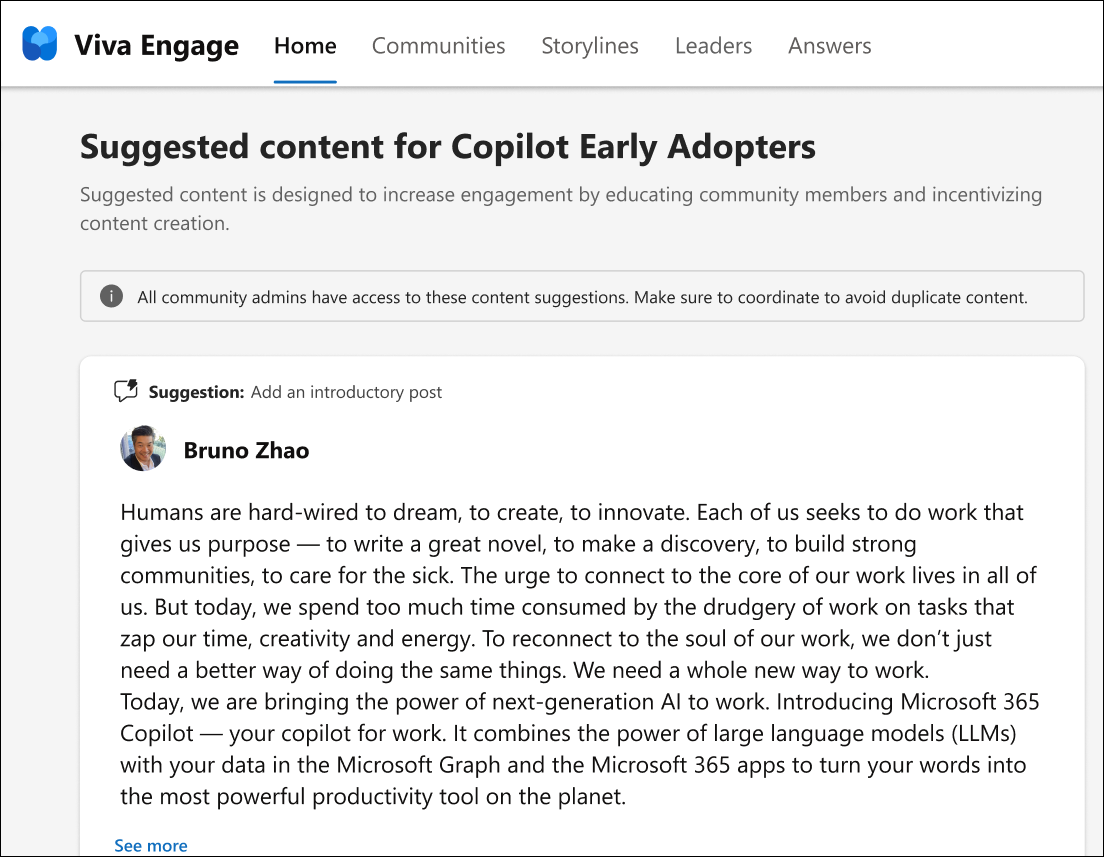 Viva Engage Home Communities Storylines Leaders Answers
Suggested content for Copilot Early Adopters
Suggested content is designed to increase engagement by educating community members and incentivizing
content creation.
All community admins have access to these content suggestions. Make sure to coordinate to avoid duplicate content.
Suggestion: Add an introductory post
Bruno Zhao
Humans are hard-wired to dream, to create, to innovate. Each of us seeks to do work that
gives us purpose — to write a great novel, to make a discovery, to build strong
communities, to care for the sick. The urge to connect to the core of our work lives in all of
us. But today, we spend too much time consumed by the drudgery of work on tasks that
zap our time, creativity and energy. To reconnect to the soul of our work, we don’t just
need a better way of doing the same things. We need a whole new way to work.
Today, we are bringing the power of next-generation AI to work. Introducing Microsoft 365
Copilot — your copilot for work. It combines the power of large language models (LLMs)
with your data in the Microsoft Graph and the Microsoft 365 apps to turn your words into
the most powerful productivity tool on the planet.
See more